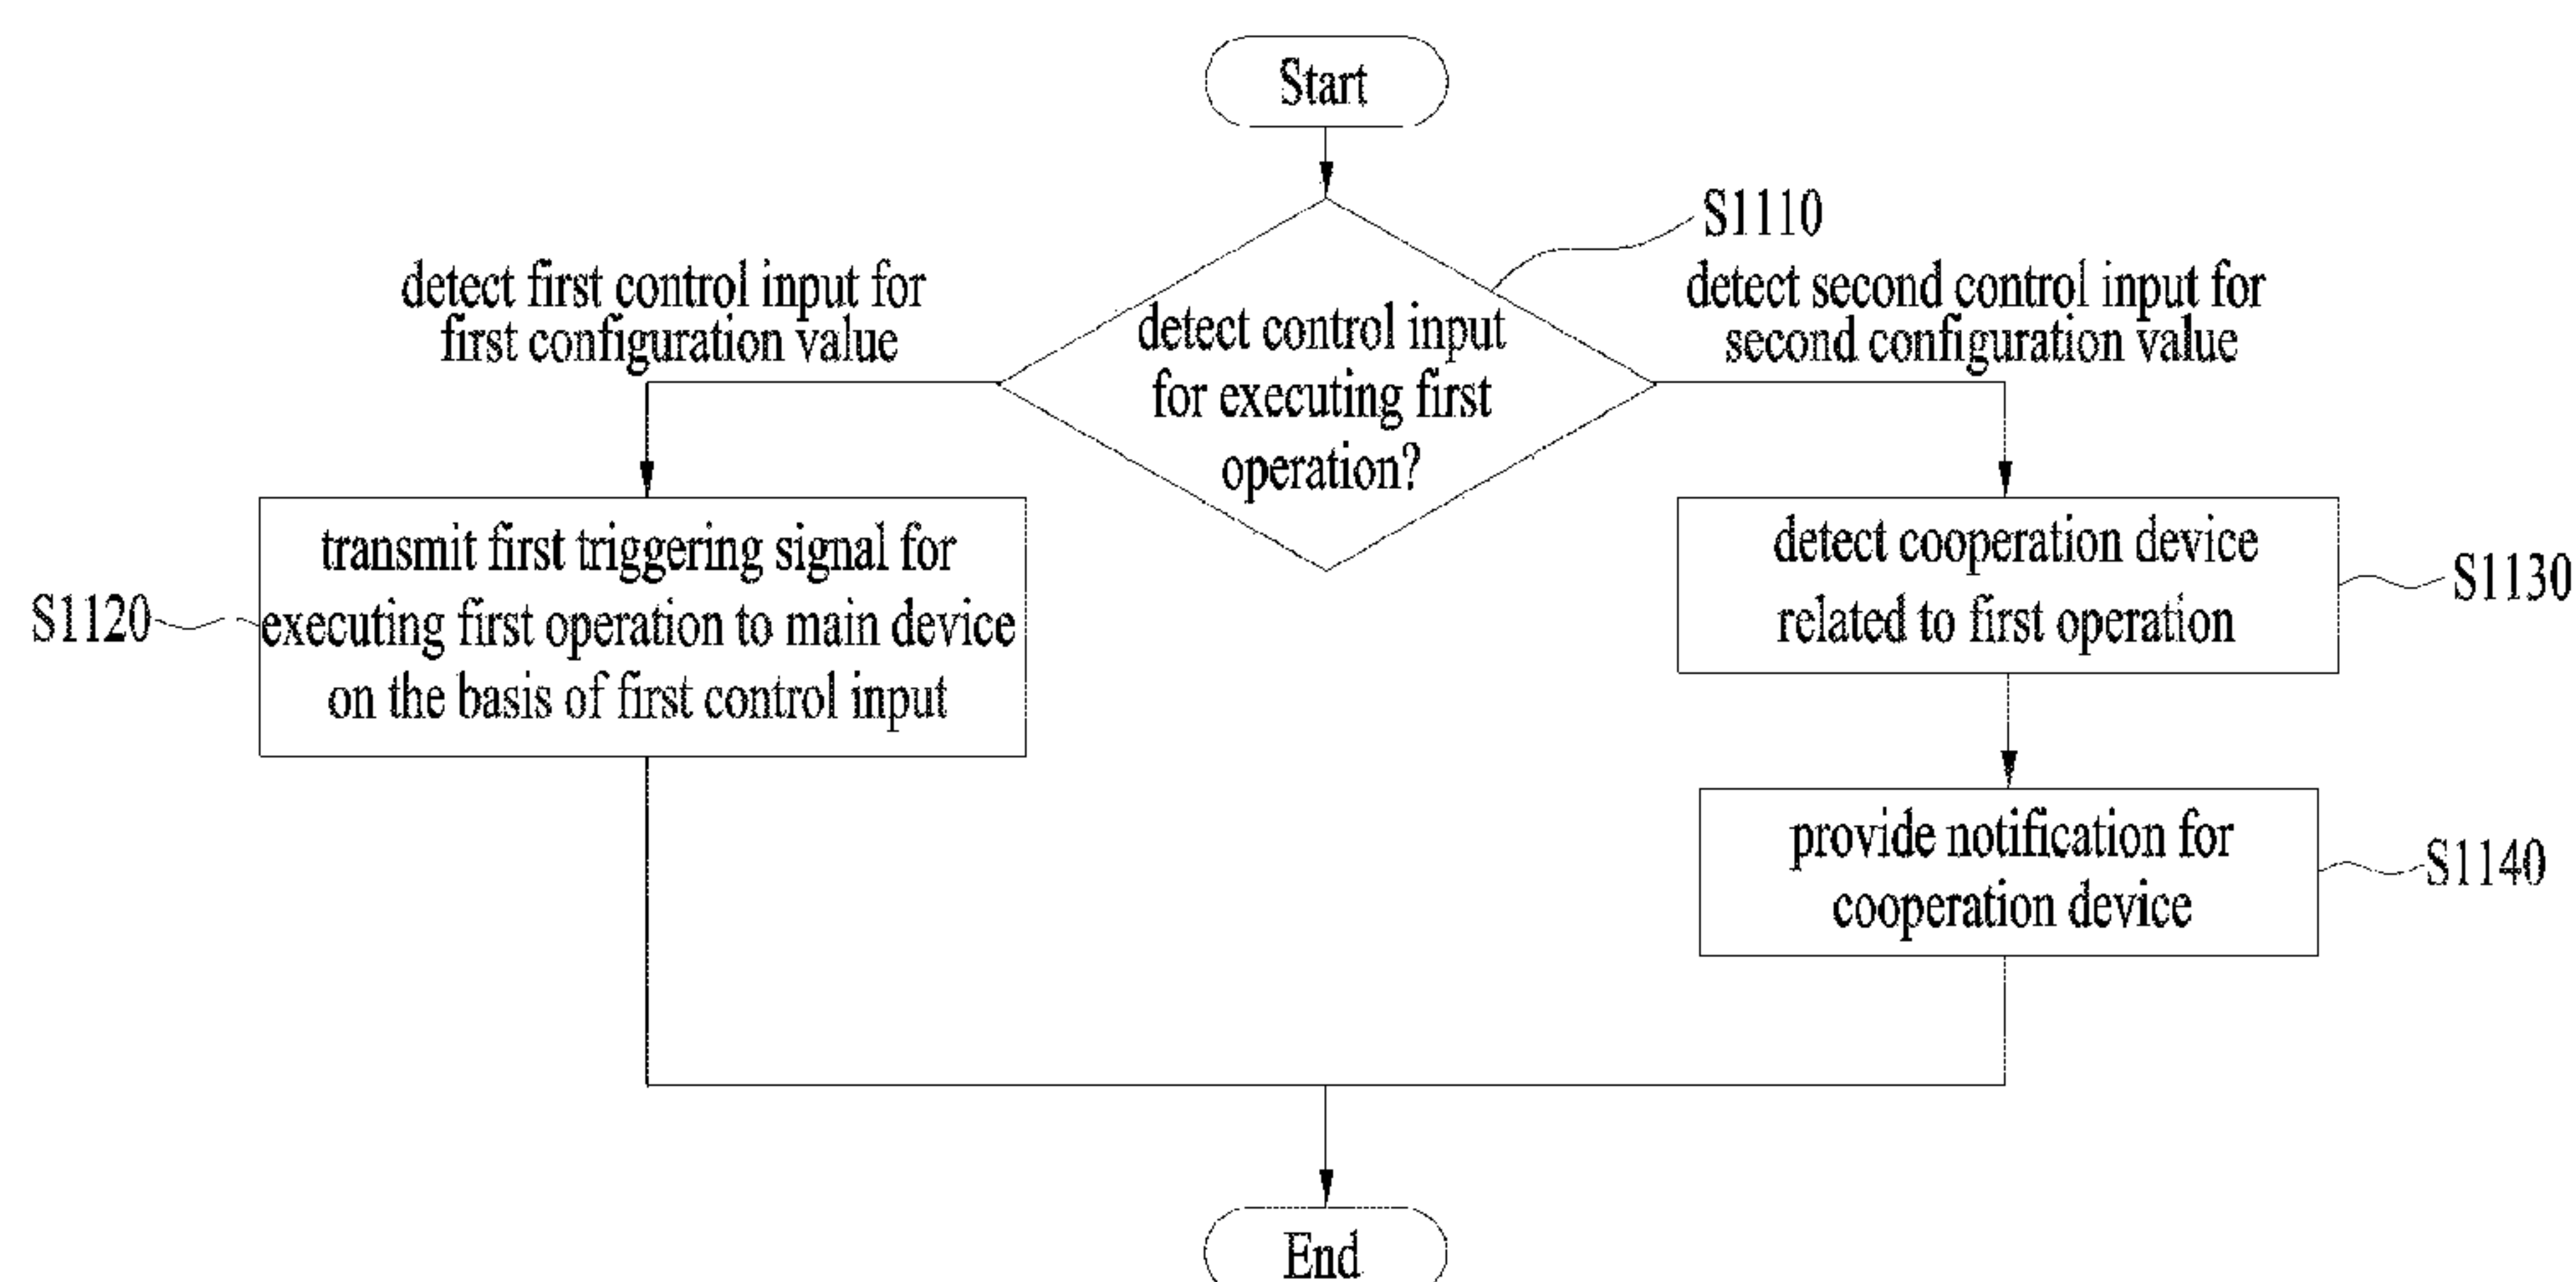 Start
S1110
detect first control input for
first configuration value
detect control input
for executing first
operation?
detect second control input for
second configuration value
S1120
transmit first triggering signal for
executing first operation to main device
on the basis of first control input
detect cooperation device
related to first operation
S1130
provide notification for
cooperation device
S1140
End